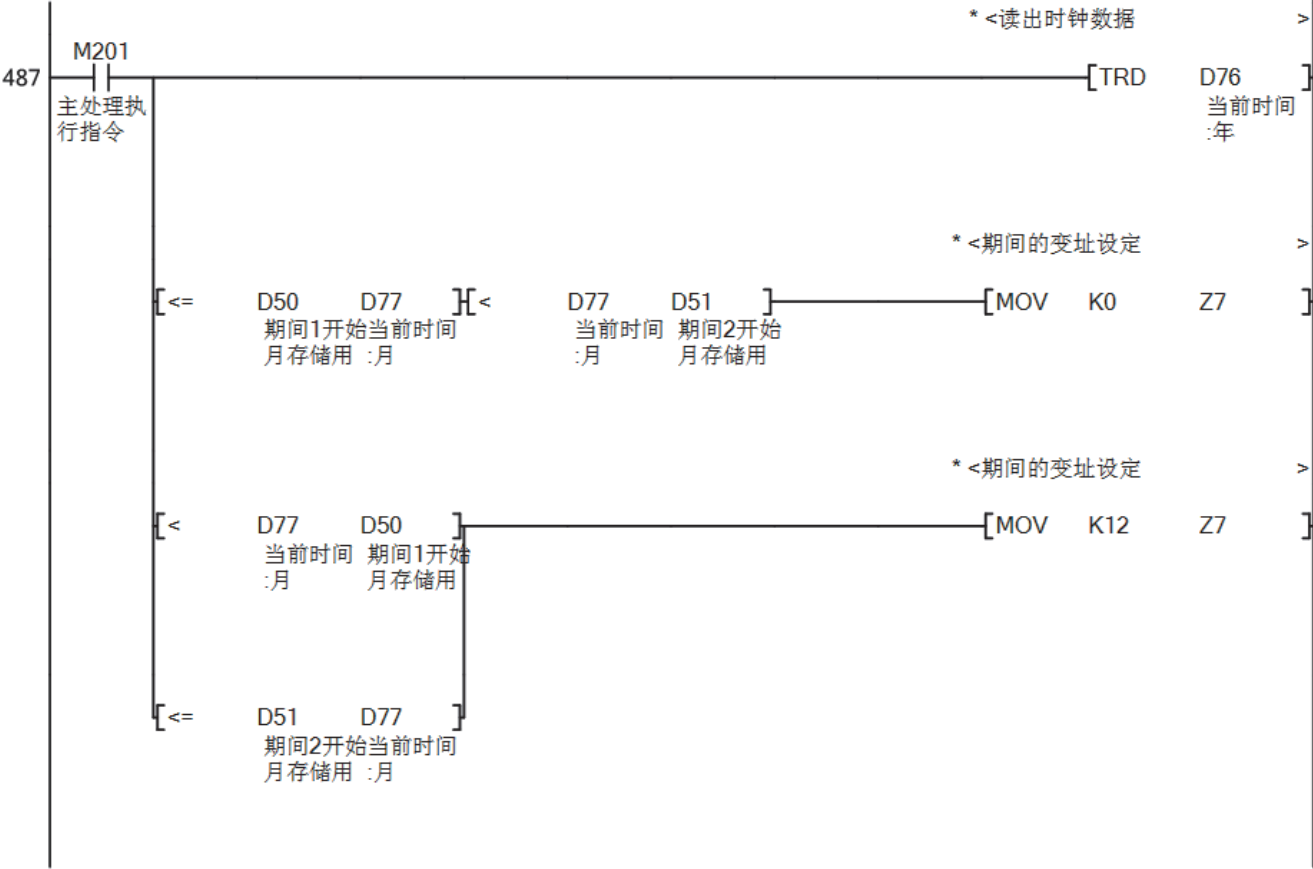 * <读出时钟数据 >
M201
487 [TRD D76 ]
主处理执 当前时间
行指令 :年
* <期间的变址设定 >
[<= D50 D77 ][< D77 D51 ] [MOV K0 Z7 ]
期间1开始 当前时间 当前时间 期间2开始
月存储用 :月 :月 月存储用
* <期间的变址设定 >
[< D77 D50 ] [MOV K12 Z7 ]
当前时间 期间1开始
:月 月存储用
[<= D51 D77 ]
期间2开始 当前时间
月存储用 :月